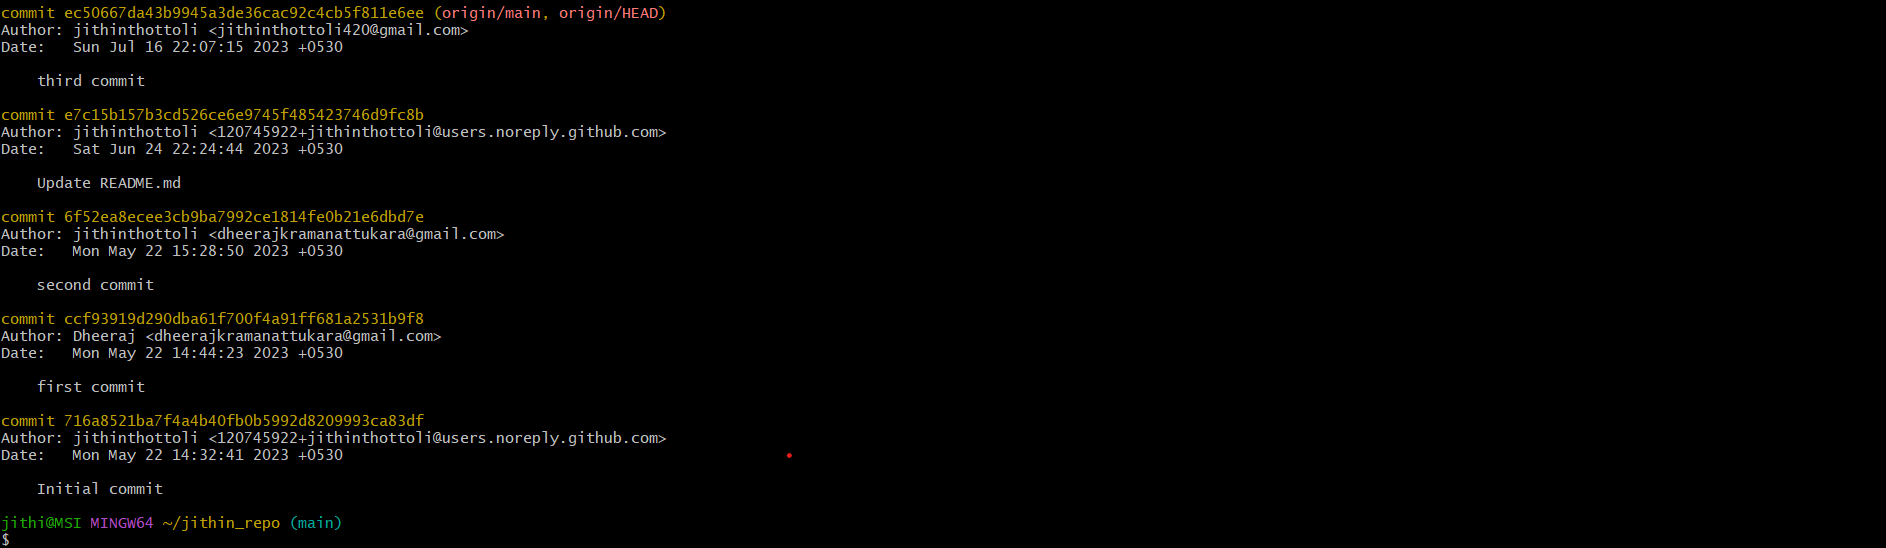 commit ec50667da43b9945a3de36cac92c4cb5f811e6ee (origin/main, origin/HEAD)
Author: jithinthottoli <jithinthottoli420@gmail.com>
Date:   Sun Jul 16 22:07:15 2023 +0530
    third commit
commit e7c15b157b3cd526ce6e9745f485423746d9fc8b
Author: jithinthottoli <120745922+jithinthottoli@users.noreply.github.com>
Date:   Sat Jun 24 22:24:44 2023 +0530
    Update README.md
commit 6f52ea8ecee3cb9ba7992ce1814fe0b21e6dbd7e
Author: jithinthottoli <dheerajkramanattukara@gmail.com>
Date:   Mon May 22 15:28:50 2023 +0530
    second commit
commit ccf93919d290dba61f700f4a91ff681a2531b9f8
Author: Dheeraj <dheerajkramanattukara@gmail.com>
Date:   Mon May 22 14:44:23 2023 +0530
    first commit
commit 716a8521ba7f4a4b40fb0b5992d8209993ca83df
Author: jithinthottoli <120745922+jithinthottoli@users.noreply.github.com>
Date:   Mon May 22 14:32:41 2023 +0530
    Initial commit
jithi@MSI MINGW64 ~/jithin_repo (main)
$